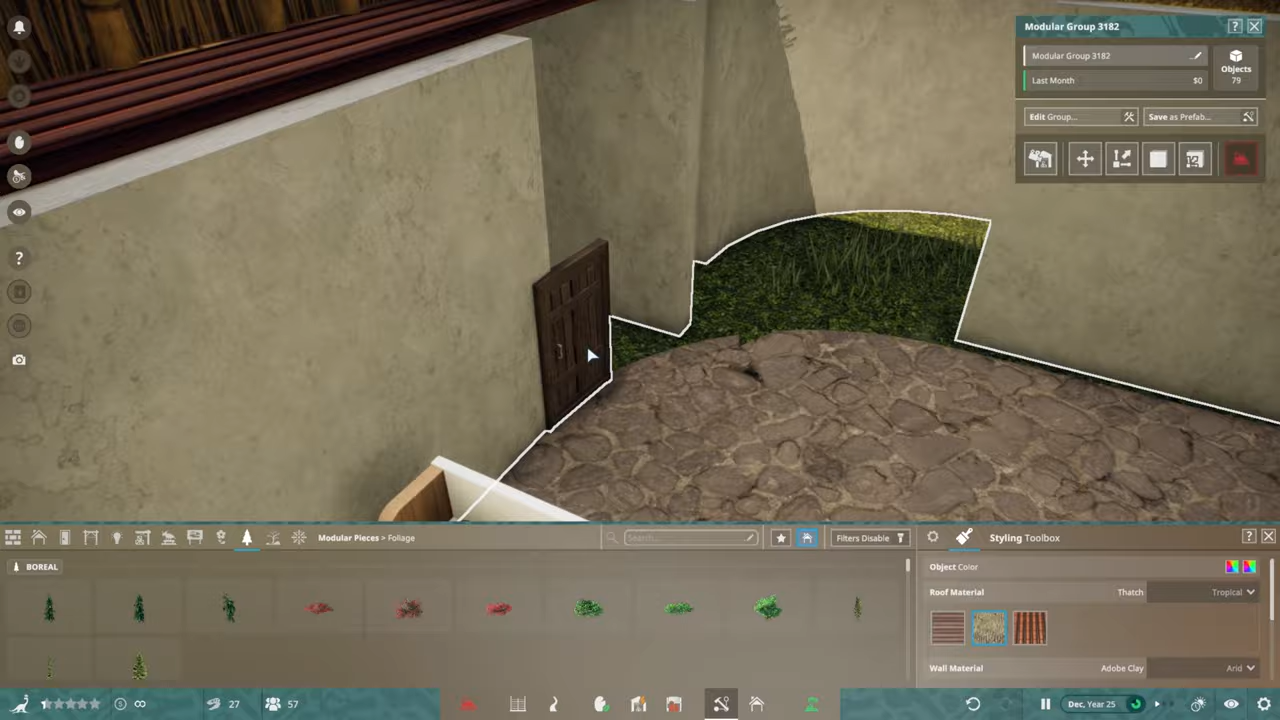 Modular Group 3182
?
Modular Group 3182
Last Month $0
Objects
79
Edit Group...
Save as Prefab...
?
Modular Pieces > Foliage
Search...
Filters Disable
Styling Toolbox
?
BOREAL
Object Color
Roof Material Thatch Tropical
Wall Material Adobe Clay Arid
27
57
Dec, Year 25